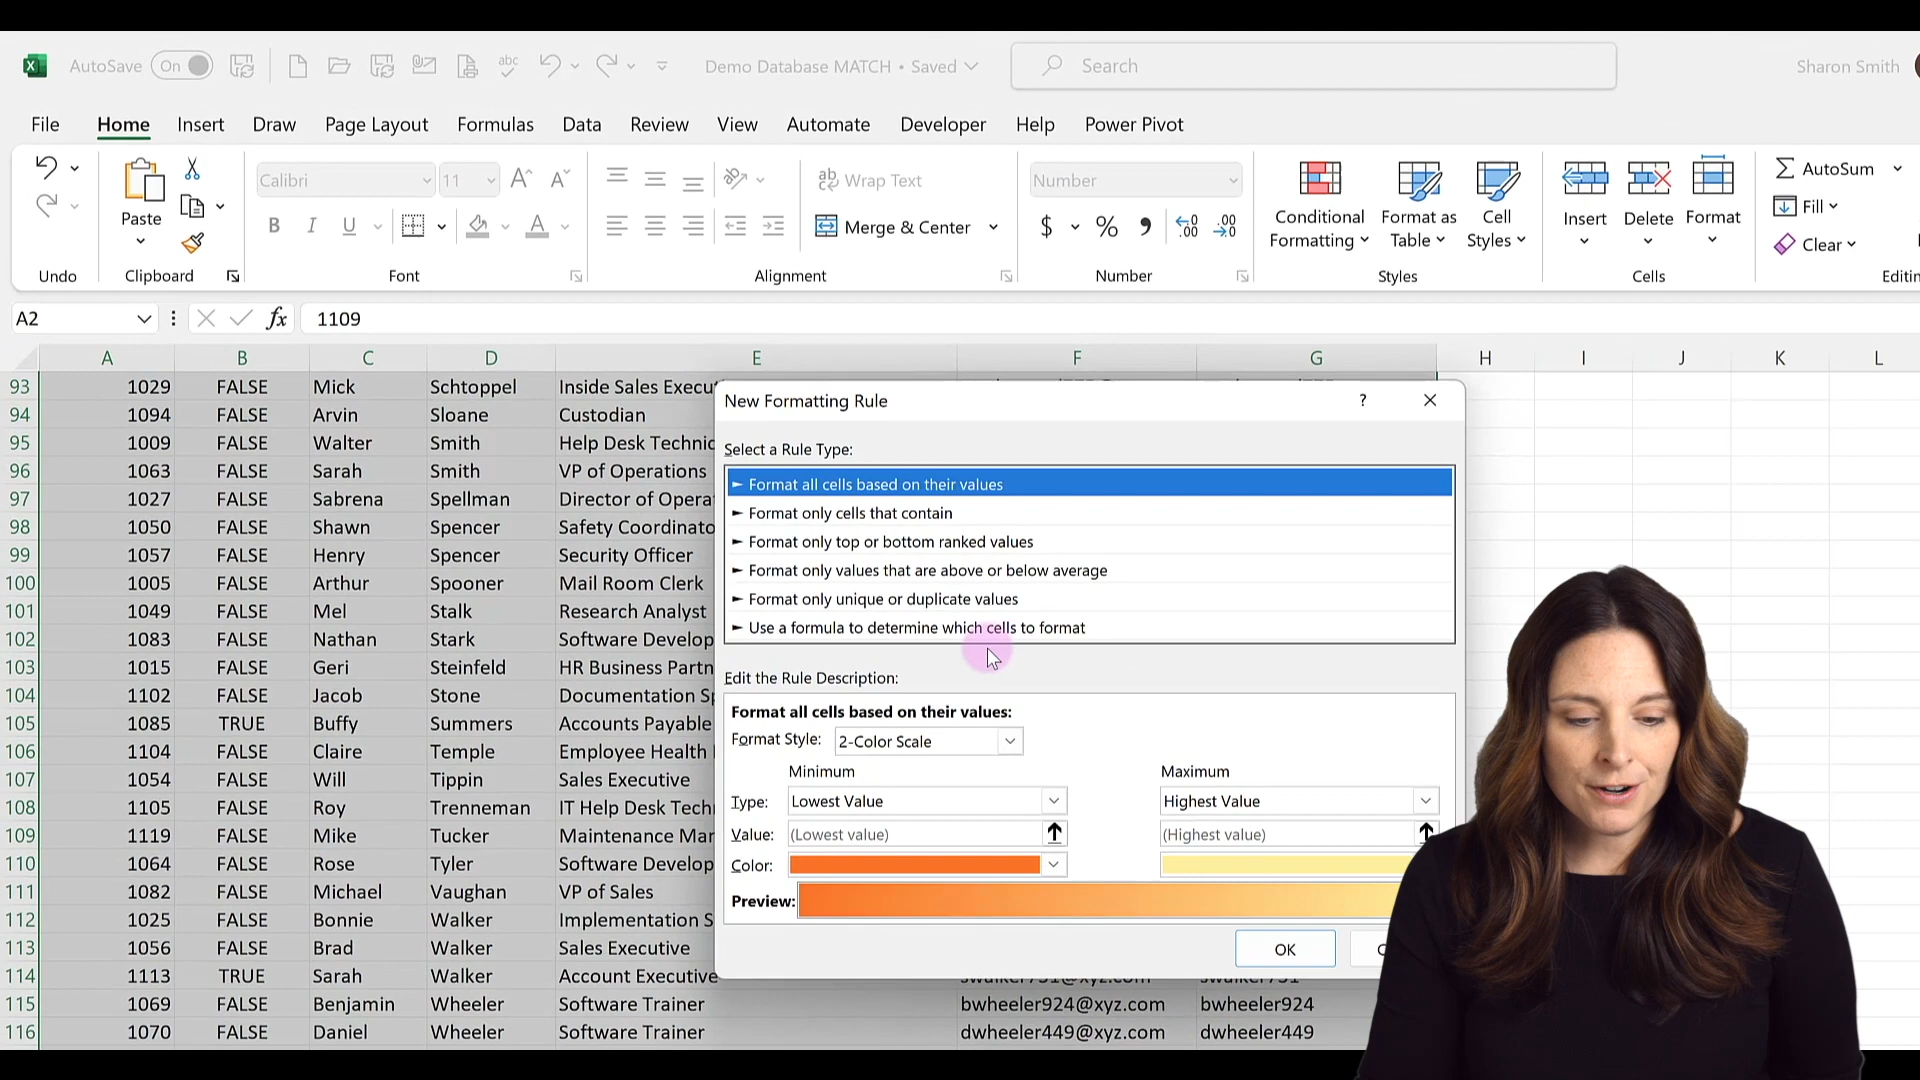 AutoSave On abc Demo Database MATCH • Saved Search Sharon Smith
File Home Insert Draw Page Layout Formulas Data Review View Automate Developer Help Power Pivot
Paste Calibri 11 A A ab Wrap Text Number Conditional Formatting Format as Table Cell Styles Insert Delete Format AutoSum
B I U A Merge & Center $ % , .00 .00 Fill
Clear
Undo Clipboard Font Alignment Number Styles Cells
A2 fx 1109
A B C D E F G H I J K L
93 1029 FALSE Mick Schtoppel
94 1094 FALSE Arvin Sloane Custodian
95 1009 FALSE Walter Smith
96 1063 FALSE Sarah Smith VP of Operations
97 1027 FALSE Sabrena Spellman Director of
98 1050 FALSE Shawn Spencer Safety
99 1057 FALSE Henry Spencer Security Officer
100 1005 FALSE Arthur Spooner Mail Room Clerk
101 1049 FALSE Mel Stalk Research Analyst
102 1083 FALSE Nathan Stark Software
103 1015 FALSE Geri Steinfeld HR Business
104 1102 FALSE Jacob Stone Documentation
105 1085 TRUE Buffy Summers Accounts Payable
106 1104 FALSE Claire Temple Employee Health
107 1054 FALSE Will Tippin Sales Executive
108 1105 FALSE Roy Trenneman IT Help Desk
109 1119 FALSE Mike Tucker Maintenance
110 1064 FALSE Rose Tyler Software
111 1082 FALSE Michael Vaughan VP of Sales
112 1025 FALSE Bonnie Walker Implementation
113 1056 FALSE Brad Walker Sales Executive
114 1113 TRUE Sarah Walker Account Executive
115 1069 FALSE Benjamin Wheeler Software Trainer bwheeler924@xyz.com bwheeler924
116 1070 FALSE Daniel Wheeler Software Trainer dwheeler449@xyz.com dwheeler449
New Formatting Rule ?
Select a Rule Type:
Format all cells based on their values
Format only cells that contain
Format only top or bottom ranked values
Format only values that are above or below average
Format only unique or duplicate values
Use a formula to determine which cells to format
Edit the Rule Description:
Format all cells based on their values:
Format Style: 2-Color Scale
Minimum Maximum
Type: Lowest Value Highest Value
Value: (Lowest value) (Highest value)
Color:
Preview:
OK